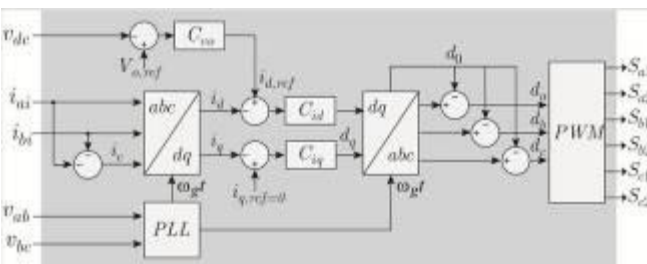 v_dc
C_vo
V_o,ref
d_0
i_d,ref
i_ai
abc
i_d
C_id
dq
d_a
PWM
i_bi
i_c
dq
i_q
C_iq
d_q
abc
d_b
d_c
ω_g t
i_q,ref=0
ω_g t
v_ab
v_bc
PLL
S_a1
S_a2
S_b1
S_b2
S_c1
S_c2